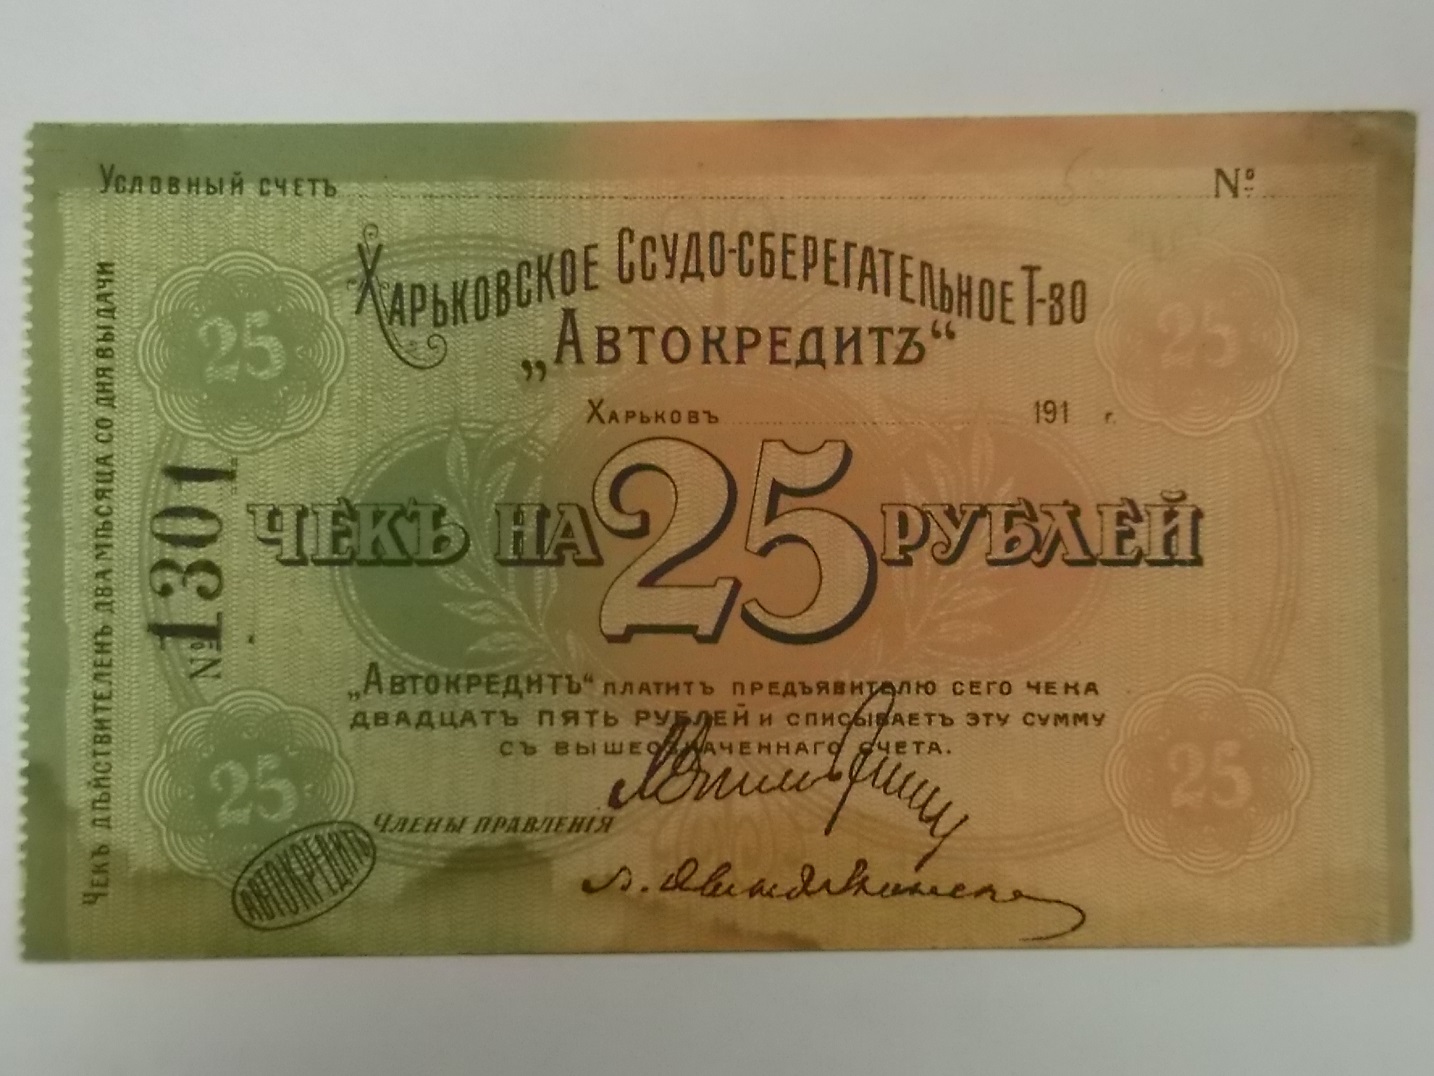 Условный счетъ №
Харьковское Ссудо-сберегательное Т-во
„Автокредитъ“
Харьковъ 191 г.
25
25
Чекъ на 25 рублей
Чекъ дѣйствителенъ два мѣсяца со дня выдачи
№ 1301
„Автокредитъ“ платитъ предъявителю сего чека
двадцать пять рублей и списываетъ эту сумму
съ вышеозначеннаго счета.
25
25
Члены правленія
Автокредитъ